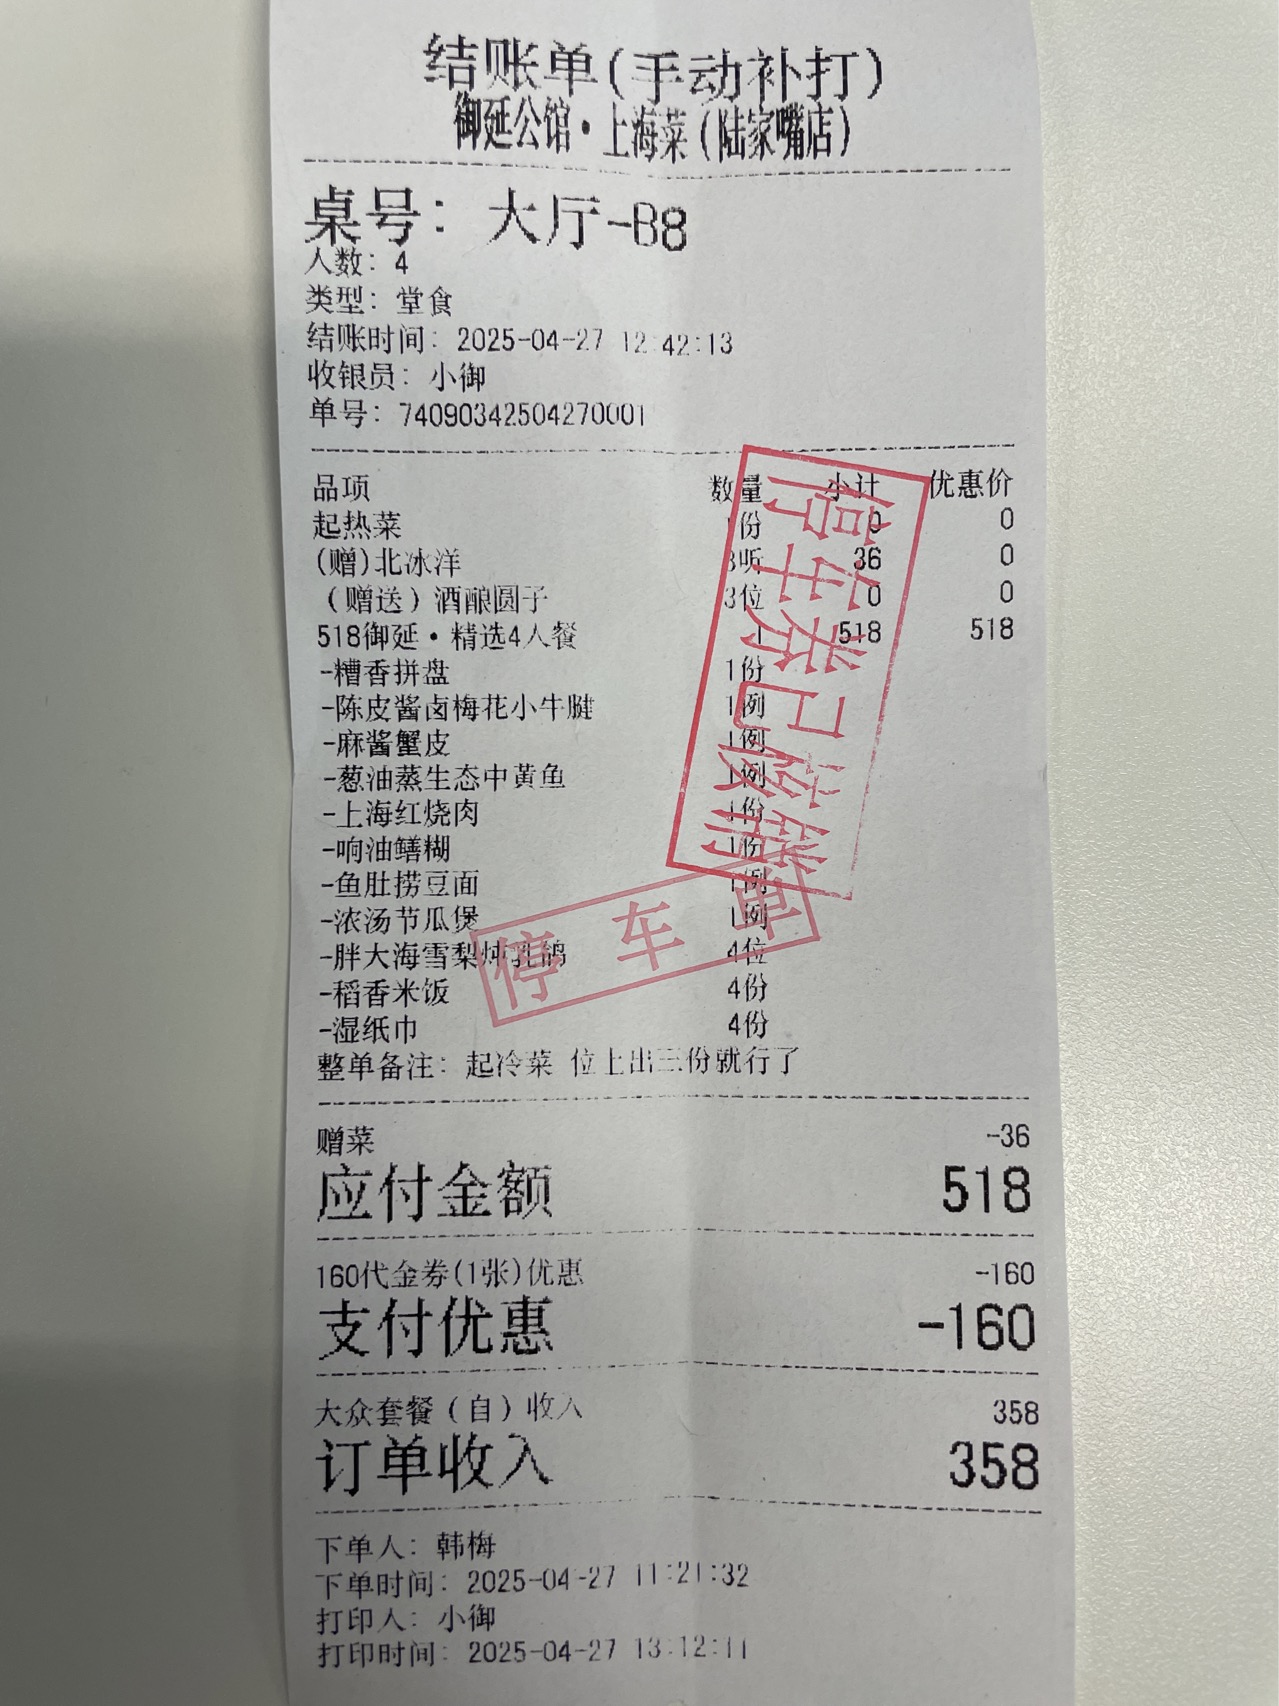 结账单(手动补打)
御延公馆·上海菜(陆家嘴店)
桌号: 大厅-B8
人数: 4
类型: 堂食
结账时间: 2025-04-27 12:42:13
收银员: 小御
单号: 74090342504270001
品项 数量 小计 优惠价
起热菜 1份 0 0
(赠)北冰洋 3听 36 0
(赠送)酒酿圆子 3位 0 0
518御延·精选4人餐 1 518 518
-糟香拼盘 1份
-陈皮酱卤梅花小牛腱 1例
-麻酱蟹皮 1例
-葱油蒸生态中黄鱼 1例
-上海红烧肉 1份
-响油鳝糊 1份
-鱼肚捞豆面 1例
-浓汤节瓜煲 1例
-胖大海雪梨炖乳鸽 4位
-稻香米饭 4份
-湿纸巾 4份
整单备注: 起冷菜 位上出三份就行了
停车券已核销
停车
赠菜 -36
应付金额 518
160代金券(1张)优惠 -160
支付优惠 -160
大众套餐(自)收入 358
订单收入 358
下单人: 韩梅
下单时间: 2025-04-27 11:21:32
打印人: 小御
打印时间: 2025-04-27 13:12:11